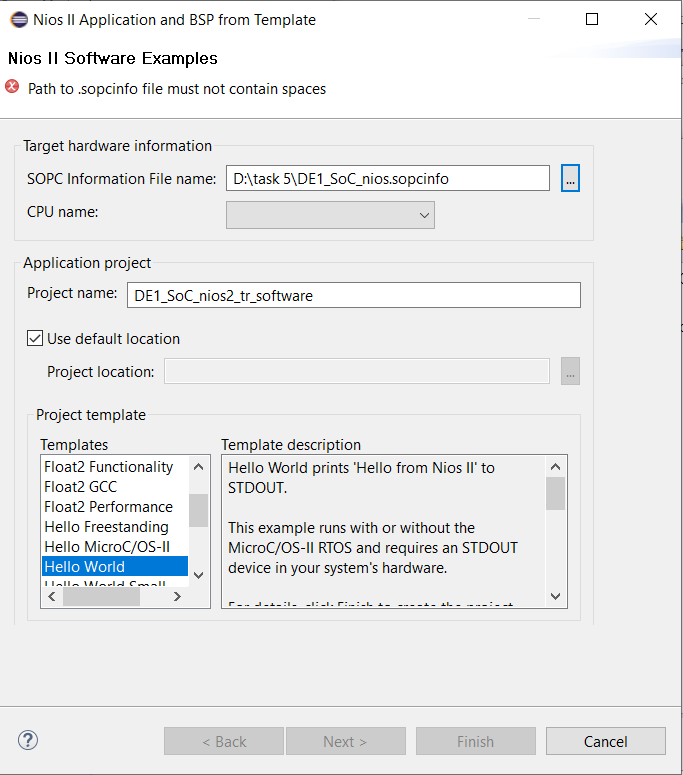 Nios II Application and BSP from Template
Nios II Software Examples
Path to .sopcinfo file must not contain spaces
Target hardware information
SOPC Information File name: D:\task 5\DE1_SoC_nios.sopcinfo ...
CPU name:
Application project
Project name: DE1_SoC_nios2_tr_software
Use default location
Project location: ...
Project template
Templates
Float2 Functionality
Float2 GCC
Float2 Performance
Hello Freestanding
Hello MicroC/OS-II
Hello World
Hello World Small
Template description
Hello World prints 'Hello from Nios II' to
STDOUT.
This example runs with or without the
MicroC/OS-II RTOS and requires an STDOUT
device in your system's hardware.
For details, click Finish to create the project
?
< Back
Next >
Finish
Cancel